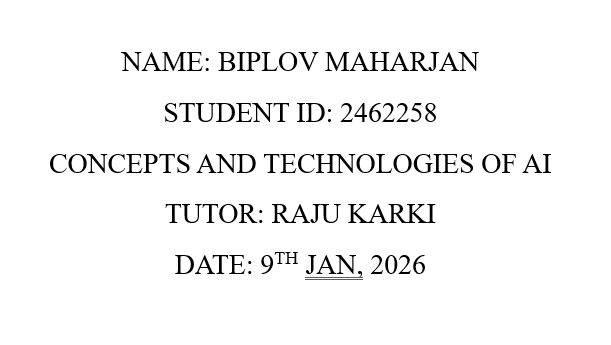 NAME: BIPLOV MAHARJAN
STUDENT ID: 2462258
CONCEPTS AND TECHNOLOGIES OF AI
TUTOR: RAJU KARKI
DATE: 9TH JAN, 2026